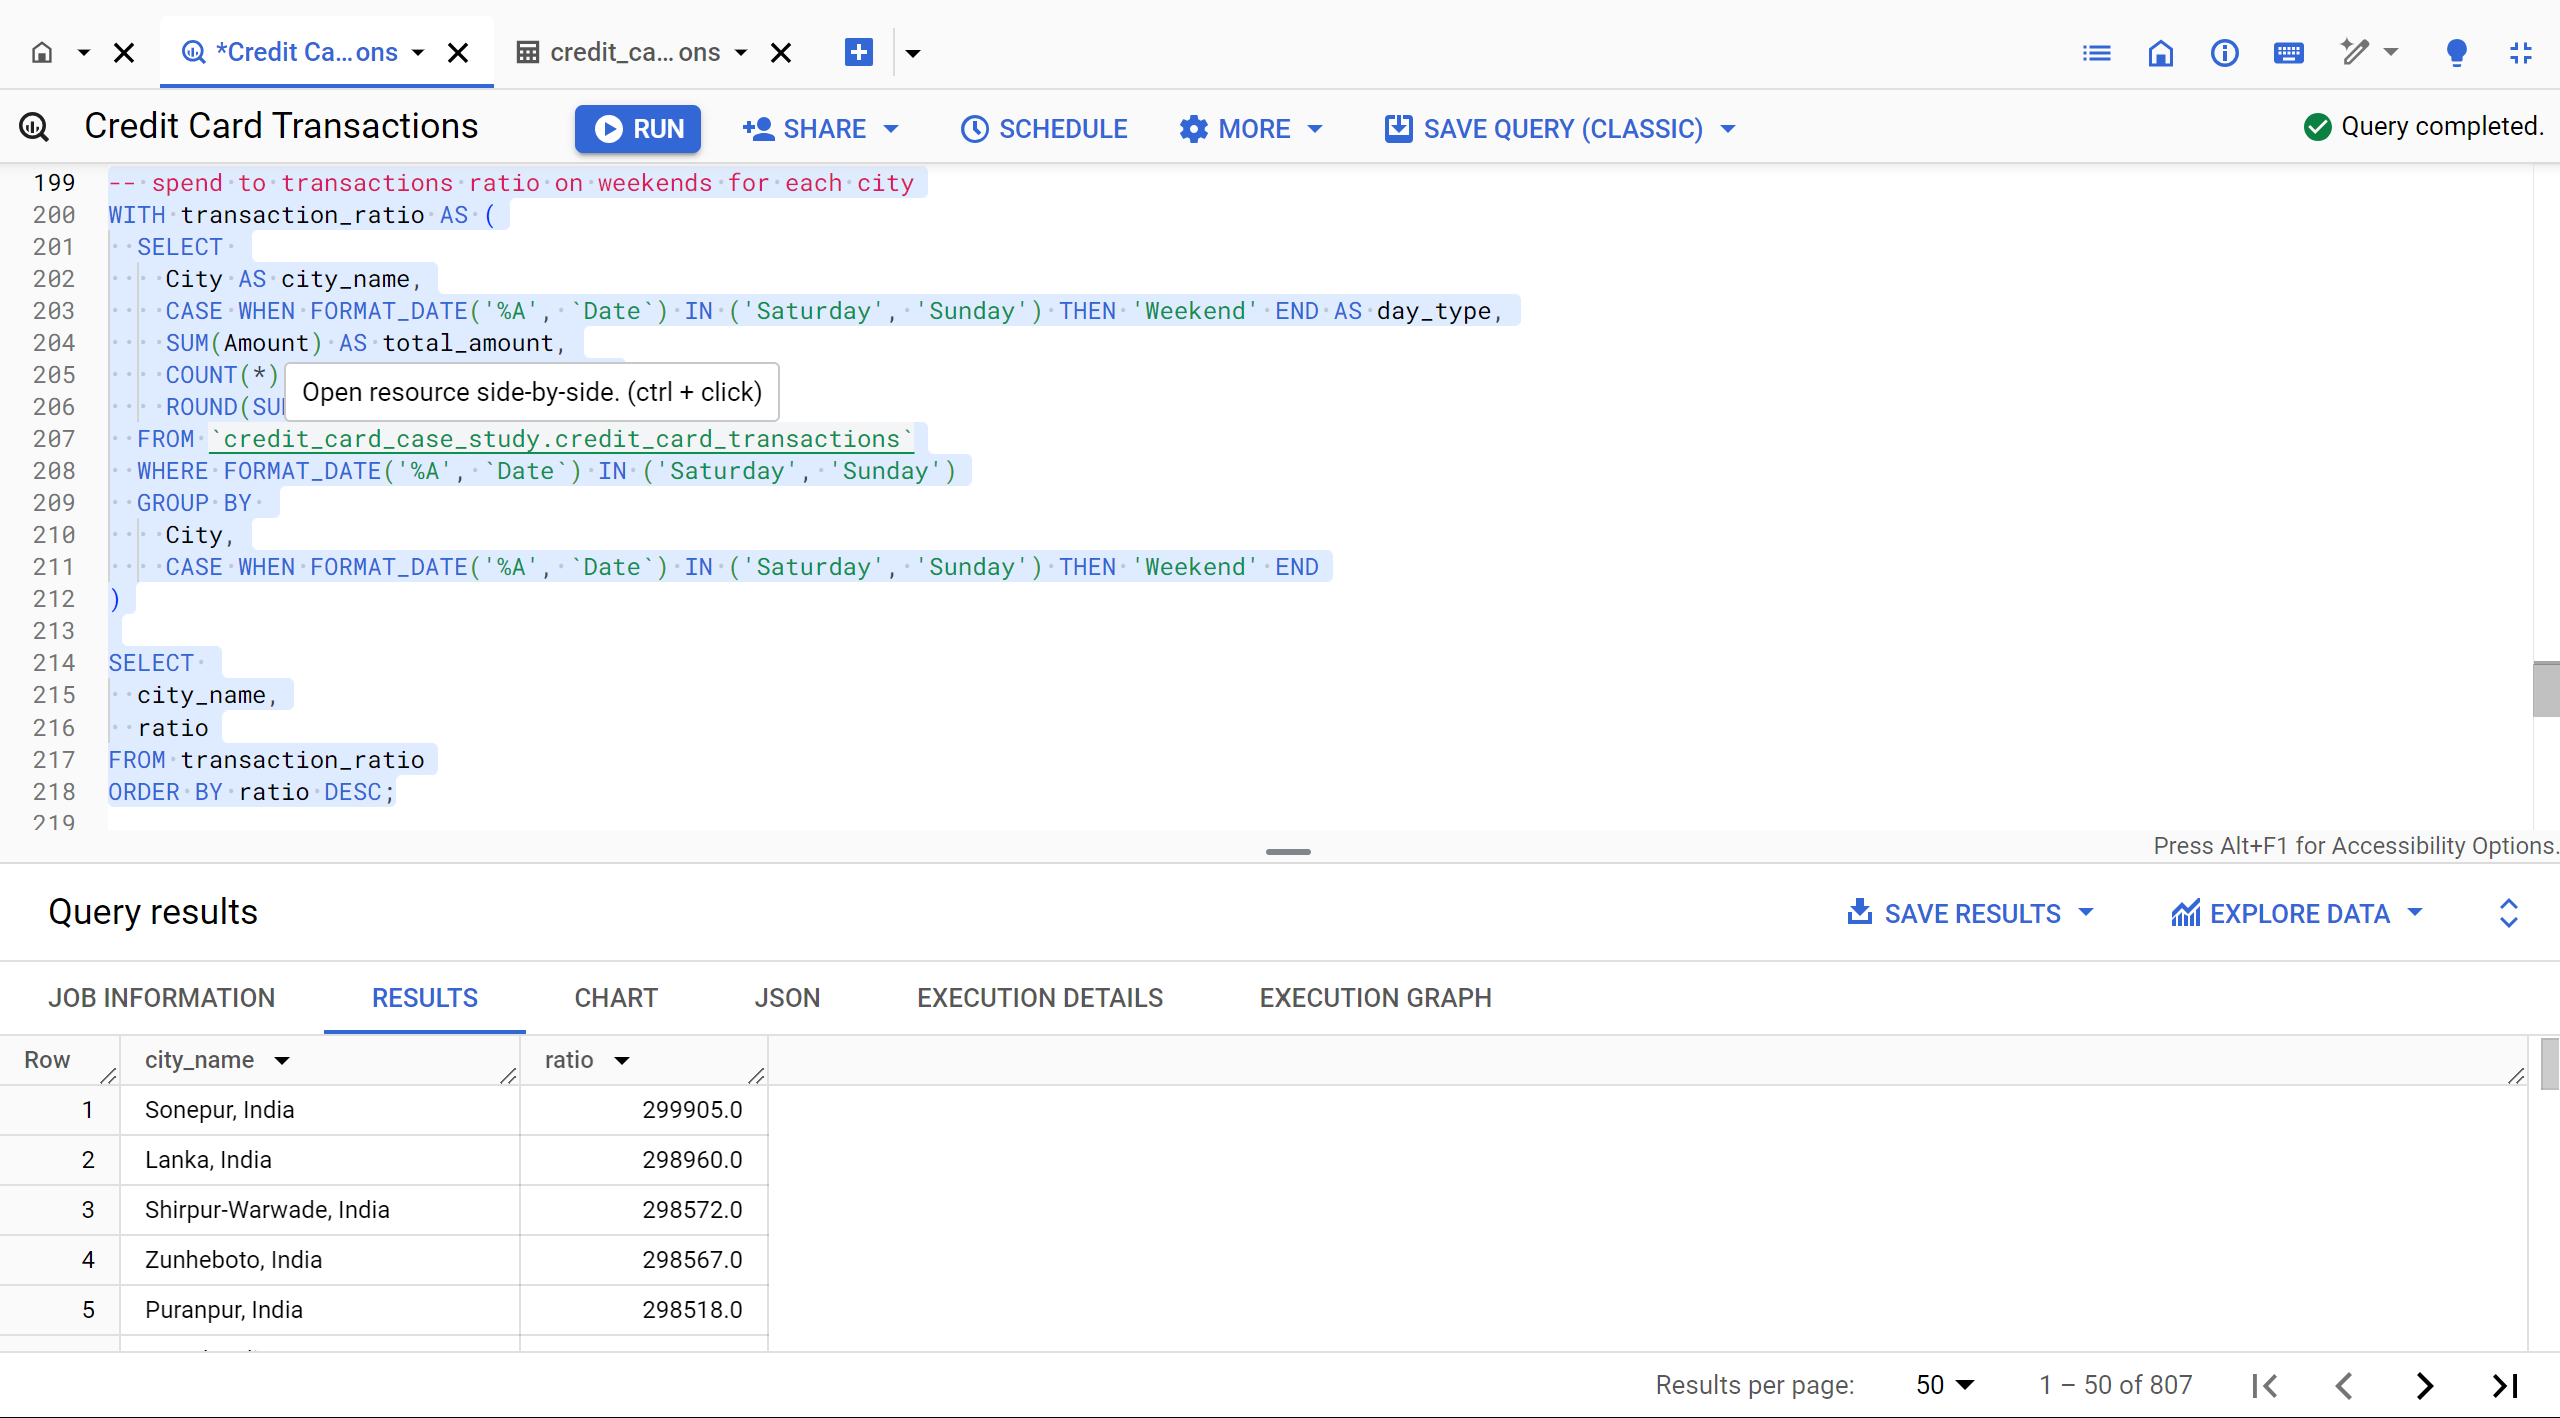 *Credit Ca...ons
credit_ca... ons
Credit Card Transactions
RUN
SHARE
SCHEDULE
MORE
SAVE QUERY (CLASSIC)
Query completed.
199 -- spend to transactions ratio on weekends for each city
200 WITH transaction_ratio AS (
201 SELECT
202 City AS city_name,
203 CASE WHEN FORMAT_DATE('%A', `Date`) IN ('Saturday', 'Sunday') THEN 'Weekend' END AS day_type,
204 SUM(Amount) AS total_amount,
205 COUNT(*)
Open resource side-by-side. (ctrl + click)
206 ROUND(SU
207 FROM `credit_card_case_study.credit_card_transactions`
208 WHERE FORMAT_DATE('%A', `Date`) IN ('Saturday', 'Sunday')
209 GROUP BY
210 City,
211 CASE WHEN FORMAT_DATE('%A', `Date`) IN ('Saturday', 'Sunday') THEN 'Weekend' END
212 )
213
214 SELECT
215 city_name,
216 ratio
217 FROM transaction_ratio
218 ORDER BY ratio DESC;
219
Press Alt+F1 for Accessibility Options.
Query results
SAVE RESULTS
EXPLORE DATA
JOB INFORMATION
RESULTS
CHART
JSON
EXECUTION DETAILS
EXECUTION GRAPH
Row city_name ratio
1 Sonepur, India 299905.0
2 Lanka, India 298960.0
3 Shirpur-Warwade, India 298572.0
4 Zunheboto, India 298567.0
5 Puranpur, India 298518.0
Results per page: 50 1 – 50 of 807